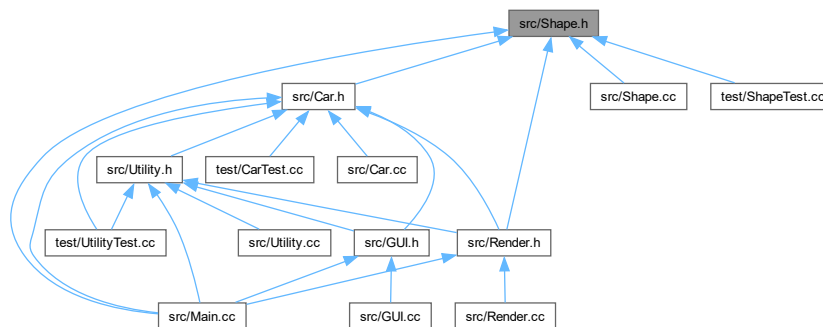 src/Shape.h
src/Car.h
src/Shape.cc
test/ShapeTest.cc
src/Utility.h
test/CarTest.cc
src/Car.cc
test/UtilityTest.cc
src/Utility.cc
src/GUI.h
src/Render.h
src/Main.cc
src/GUI.cc
src/Render.cc